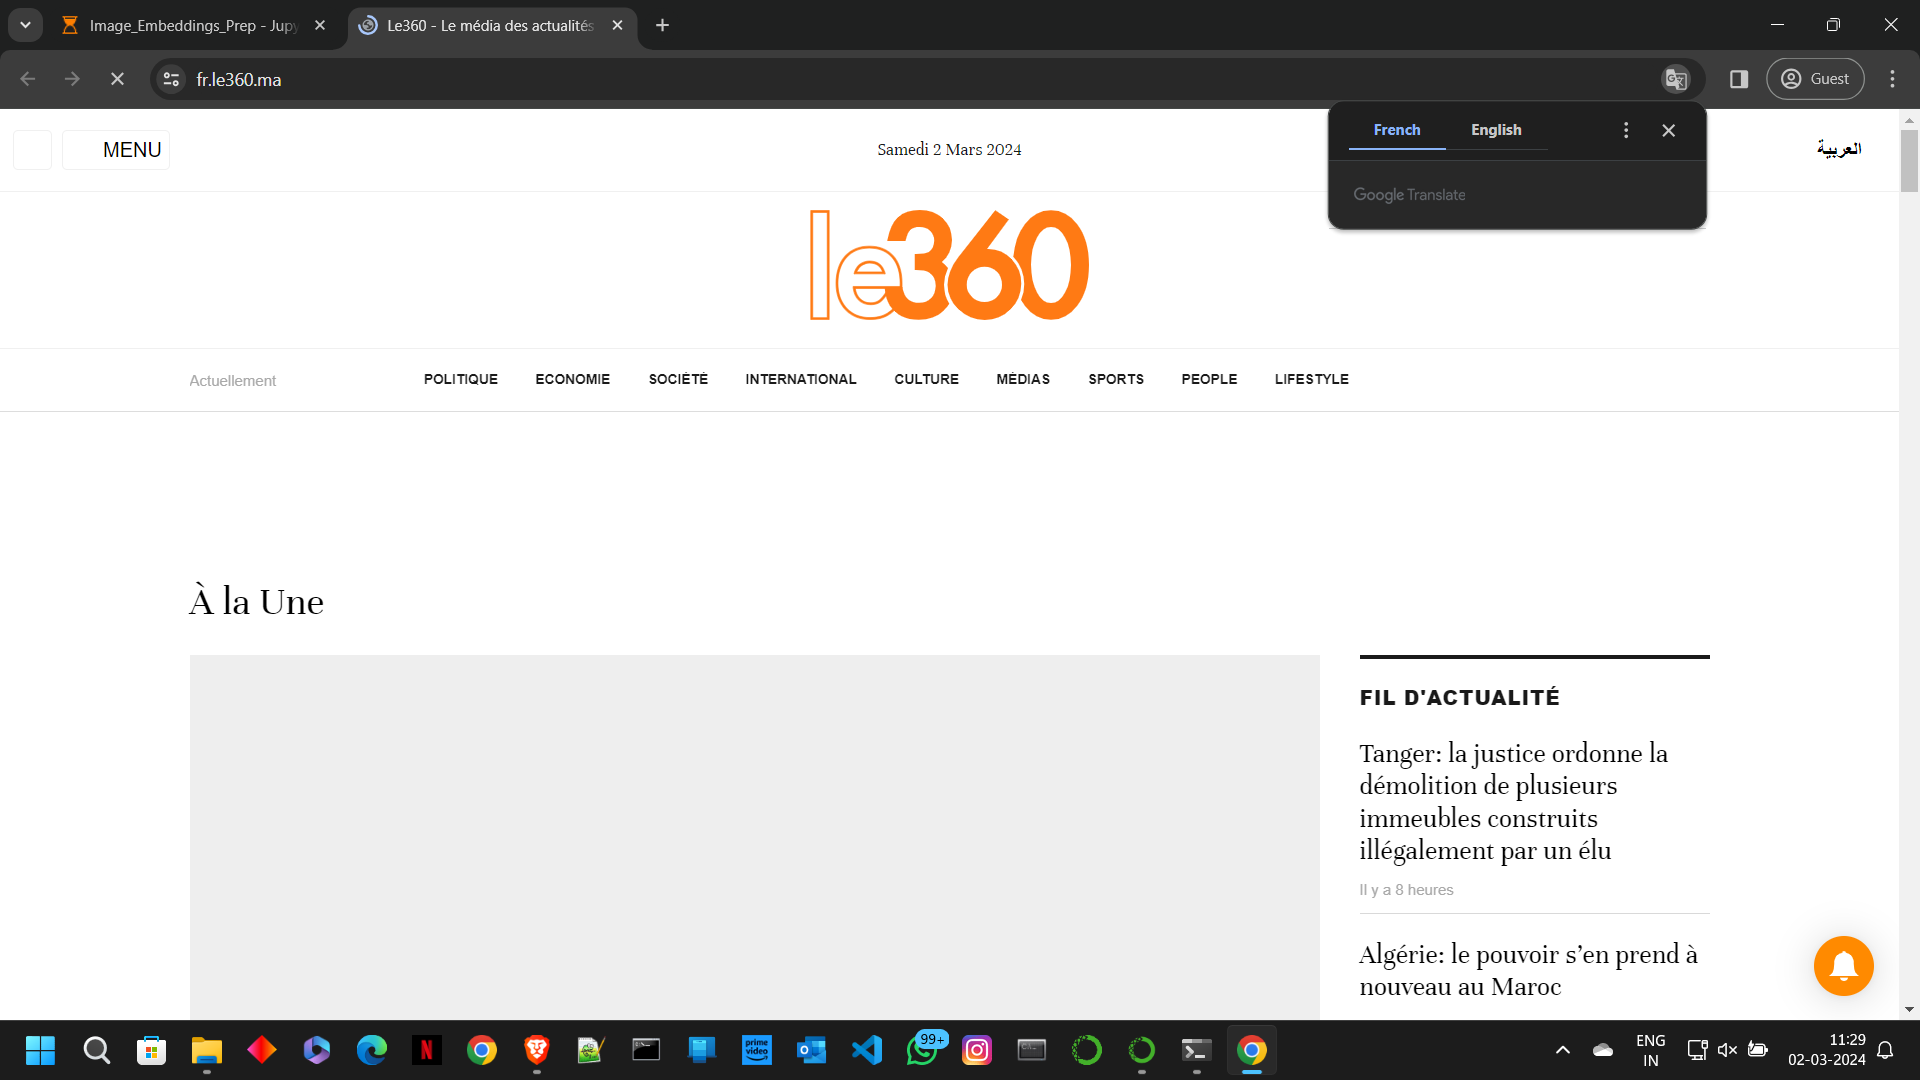 Image_Embeddings_Prep - Jupy
Le360 - Le média des actualités
fr.le360.ma
Guest
MENU
Samedi 2 Mars 2024
French
English
العربية
Google Translate
le360
Actuellement
POLITIQUE
ECONOMIE
SOCIÉTÉ
INTERNATIONAL
CULTURE
MÉDIAS
SPORTS
PEOPLE
LIFESTYLE
À la Une
FIL D'ACTUALITÉ
Tanger: la justice ordonne la
démolition de plusieurs
immeubles construits
illégalement par un élu
Il y a 8 heures
Algérie: le pouvoir s’en prend à
nouveau au Maroc
prime
video
99+
ENG
IN
11:29
02-03-2024